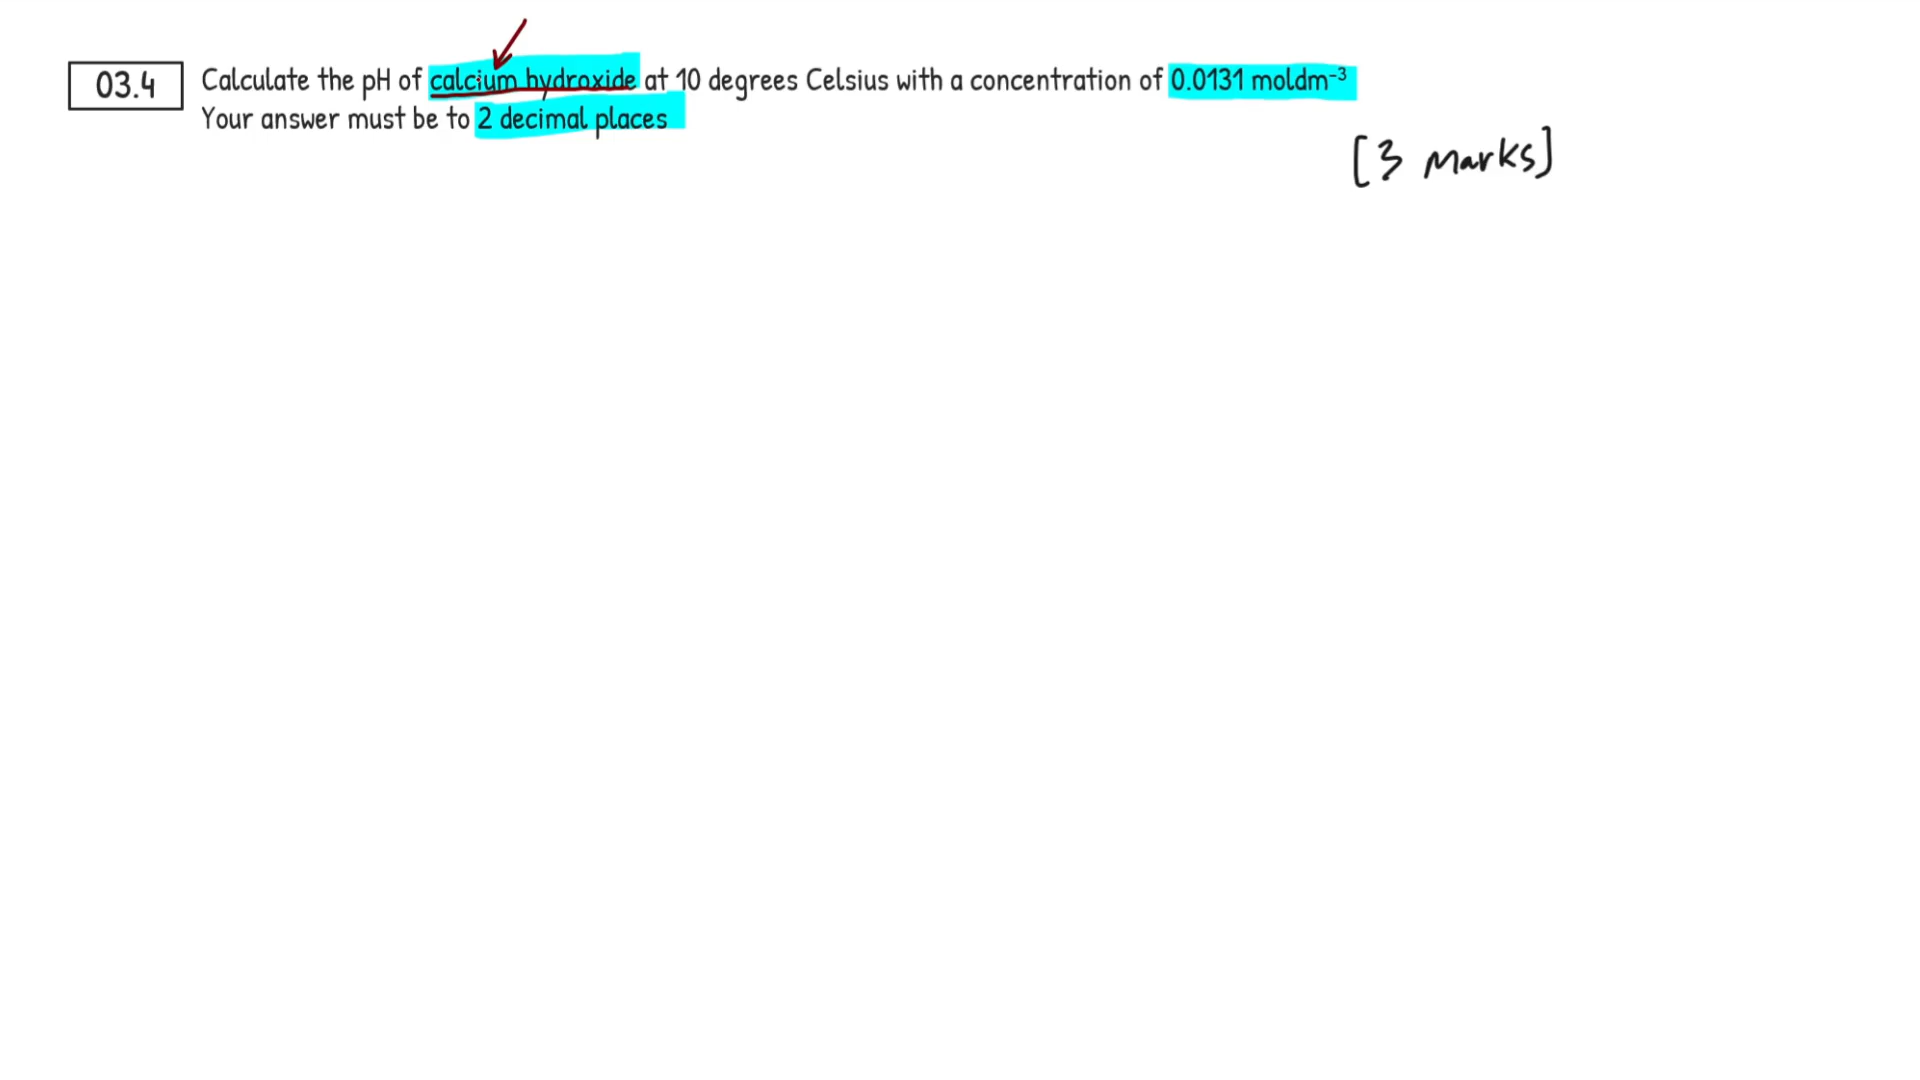 03.4 Calculate the pH of calcium hydroxide at 10 degrees Celsius with a concentration of 0.0131 moldm⁻³
Your answer must be to 2 decimal places
[3 Marks]